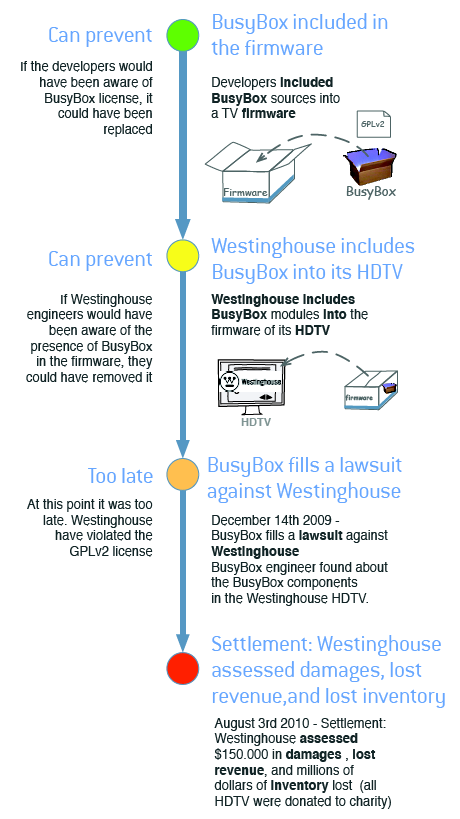 Can prevent
If the developers would
have been aware of
BusyBox license, it
could have been
replaced
BusyBox included in
the firmware
Developers included
BusyBox sources into
a TV firmware
GPLv2
Firmware
BusyBox
Can prevent
If Westinghouse
engineers would have
been aware of the
presence of BusyBox
in the firmware, they
could have removed it
Westinghouse includes
BusyBox into its HDTV
Westinghouse includes
BusyBox modules into the
firmware of its HDTV
W Westinghouse
HDTV
firmware
Too late
At this point it was too
late. Westinghouse
have violated the
GPLv2 license
BusyBox fills a lawsuit
against Westinghouse
December 14th 2009 -
BusyBox fills a lawsuit against
Westinghouse
BusyBox engineer found about
the BusyBox components
in the Westinghouse HDTV.
Settlement: Westinghouse
assessed damages, lost
revenue,and lost inventory
August 3rd 2010 - Settlement:
Westinghouse assessed
$150.000 in damages , lost
revenue, and millions of
dollars of inventory lost (all
HDTV were donated to charity)